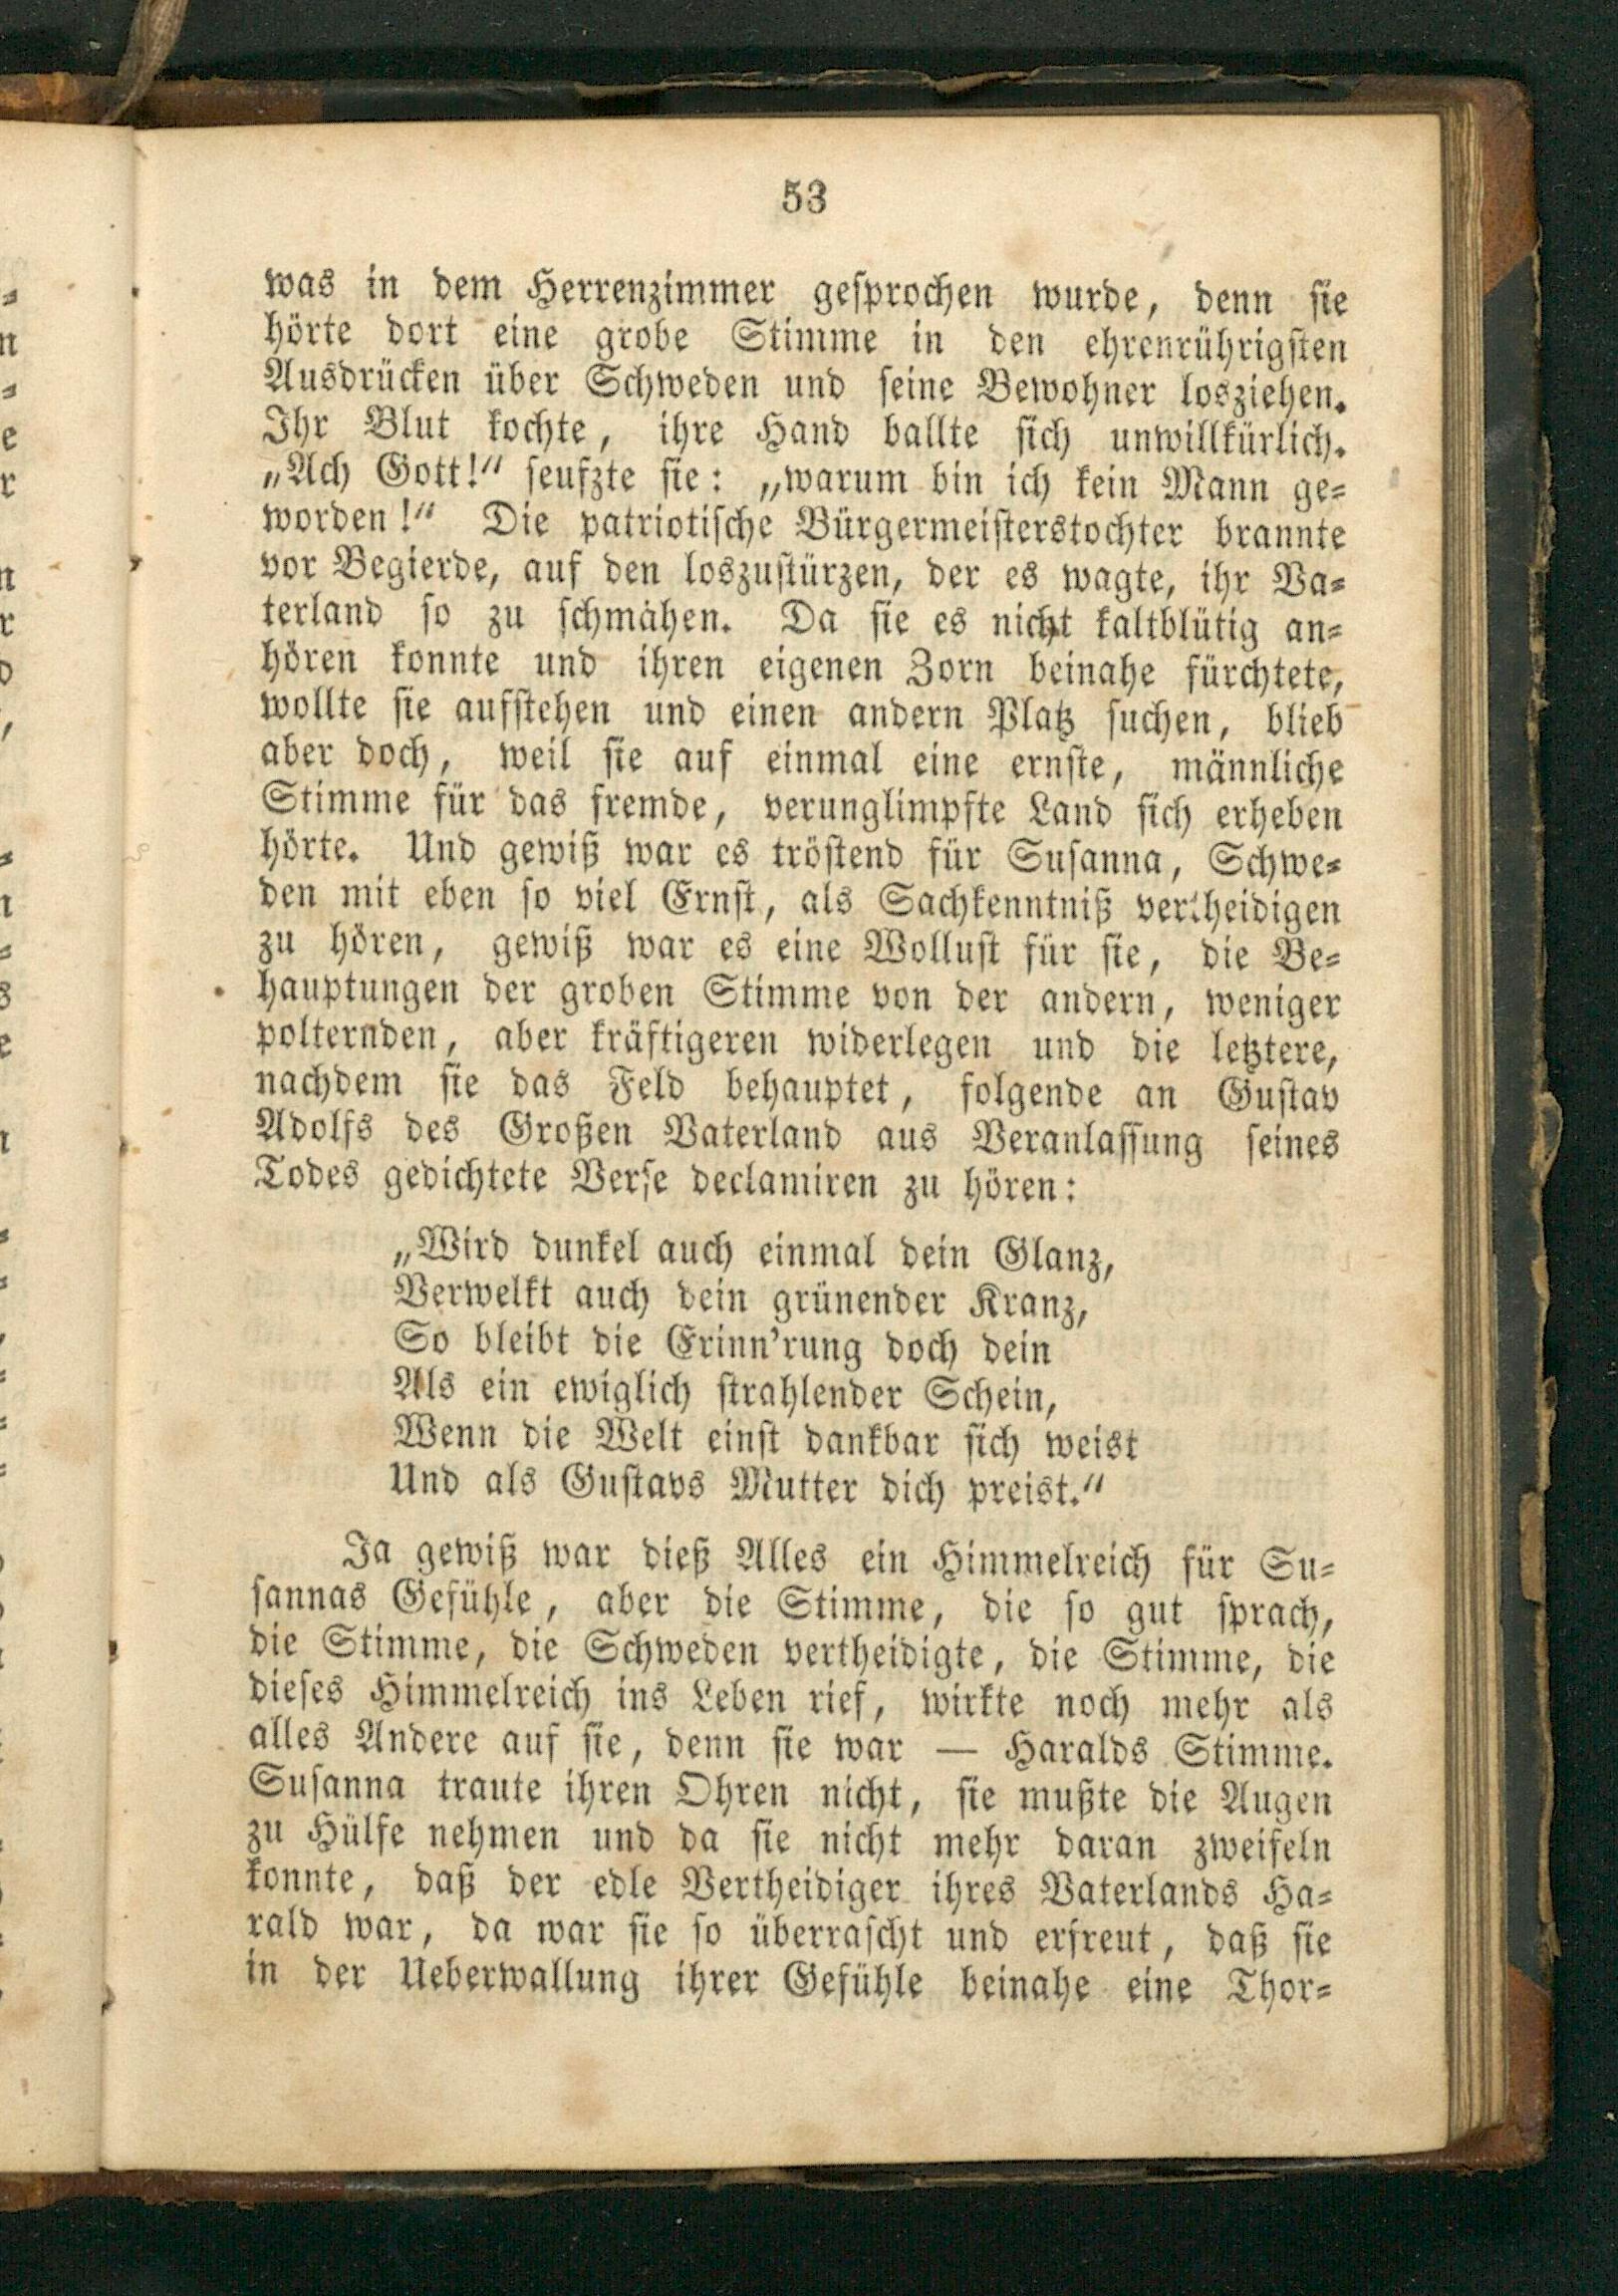 53
was in dem Herrenzimmer gesprochen wurde, denn sie
hörte dort eine grobe Stimme in den ehrenrührigsten
Ausdrücken über Schweden und seine Bewohner losziehen.
Ihr Blut kochte, ihre Hand ballte sich unwillkürlich.
„Ach Gott!“ seufzte sie: „warum bin ich kein Mann ge-
worden!“ Die patriotische Bürgermeisterstochter brannte
vor Begierde, auf den loszustürzen, der es wagte, ihr Va-
terland so zu schmähen. Da sie es nicht kaltblütig an-
hören konnte und ihren eigenen Zorn beinahe fürchtete,
wollte sie aufstehen und einen andern Platz suchen, blieb
aber doch, weil sie auf einmal eine ernste, männliche
Stimme für das fremde, verunglimpfte Land sich erheben
hörte. Und gewiß war es tröstend für Susanna, Schwe-
den mit eben so viel Ernst, als Sachkenntniß vertheidigen
zu hören, gewiß war es eine Wollust für sie, die Be-
hauptungen der groben Stimme von der andern, weniger
polternden, aber kräftigeren widerlegen und die letztere,
nachdem sie das Feld behauptet, folgende an Gustav
Adolfs des Großen Vaterland aus Veranlassung seines
Todes gedichtete Verse declamiren zu hören:
„Wird dunkel auch einmal dein Glanz,
Verwelkt auch dein grünender Kranz,
So bleibt die Erinn’rung doch dein
Als ein ewiglich strahlender Schein,
Wenn die Welt einst dankbar sich weist
Und als Gustavs Mutter dich preist.“
Ja gewiß war dieß Alles ein Himmelreich für Su-
sannas Gefühle, aber die Stimme, die so gut sprach,
die Stimme, die Schweden vertheidigte, die Stimme, die
dieses Himmelreich ins Leben rief, wirkte noch mehr als
alles Andere auf sie, denn sie war — Haralds Stimme.
Susanna traute ihren Ohren nicht, sie mußte die Augen
zu Hülfe nehmen und da sie nicht mehr daran zweifeln
konnte, daß der edle Vertheidiger ihres Vaterlands Ha-
rald war, da war sie so überrascht und erfreut, daß sie
in der Ueberwallung ihrer Gefühle beinahe eine Thor-